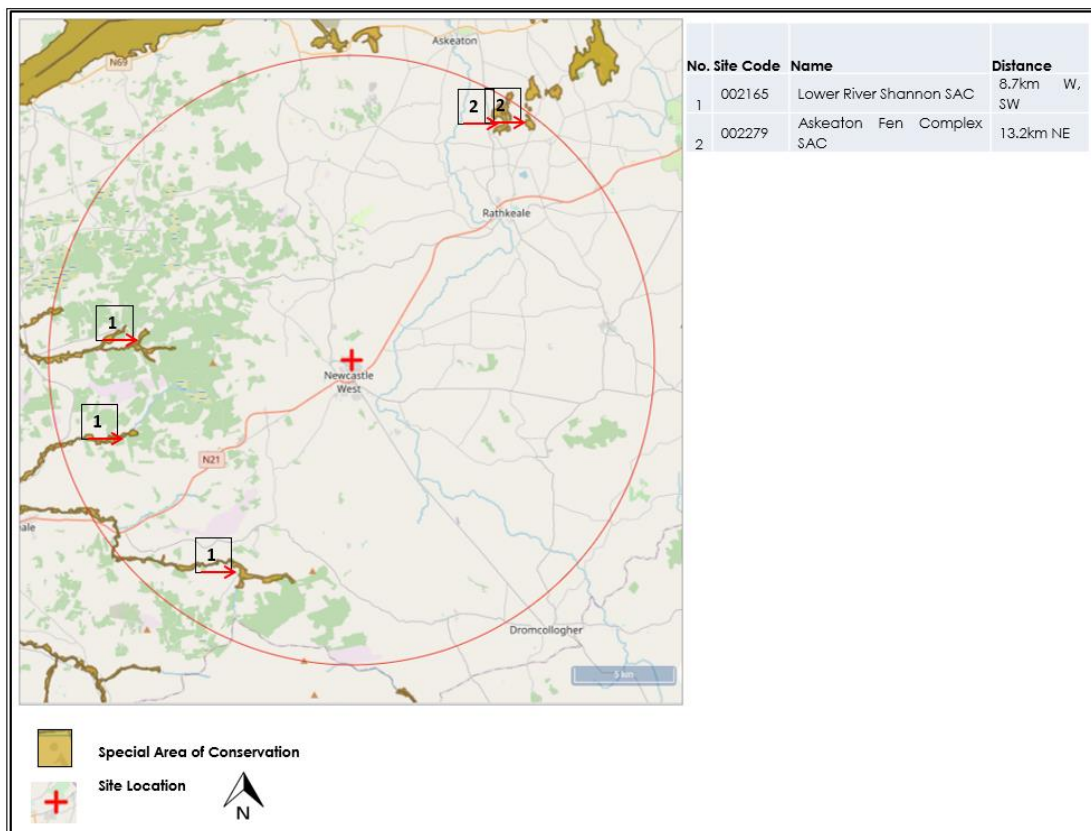 Askeaton
N69
2 2
Rathkeale
1
Newcastle
West
1
N21
ale
1
Dromcollogher
5 km
No. Site Code Name Distance
1 002165 Lower River Shannon SAC 8.7km W,
SW
2 002279 Askeaton Fen Complex
SAC 13.2km NE
Special Area of Conservation
Site Location
N